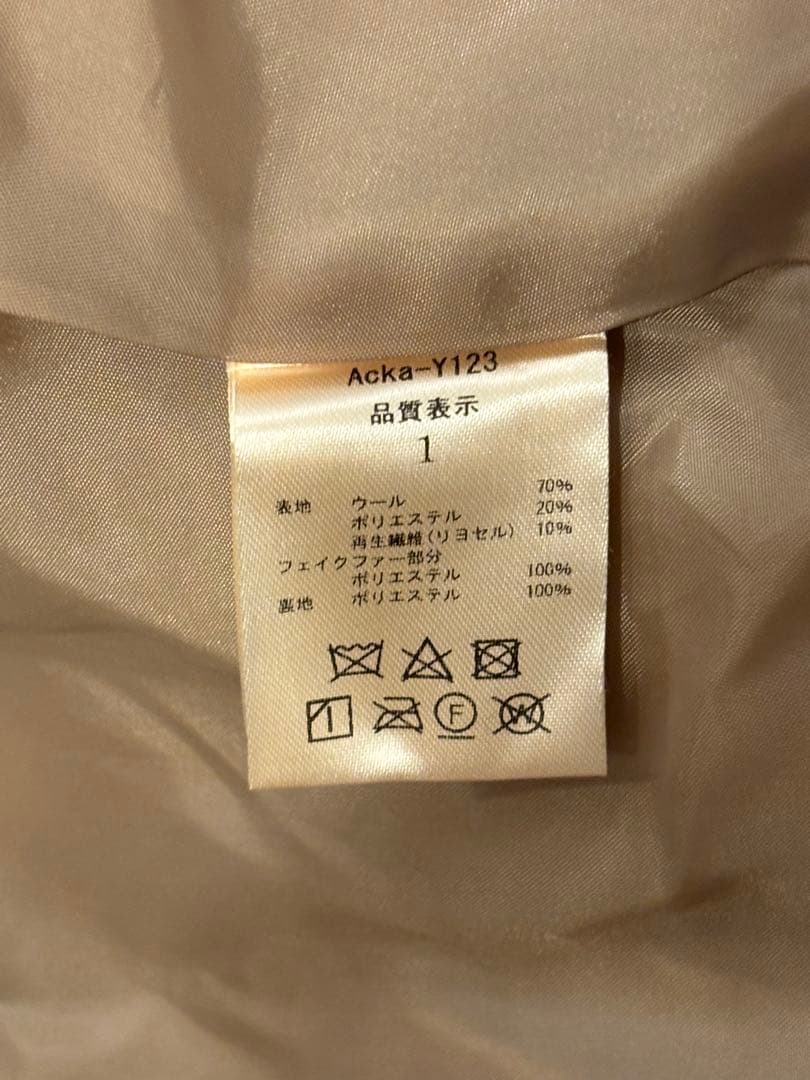 Acka-Y123
品質表示
1
表地 ウール 70%
ポリエステル 20%
再生繊維(リヨセル) 10%
フェイクファー部分
ポリエステル 100%
裏地 ポリエステル 100%
F W